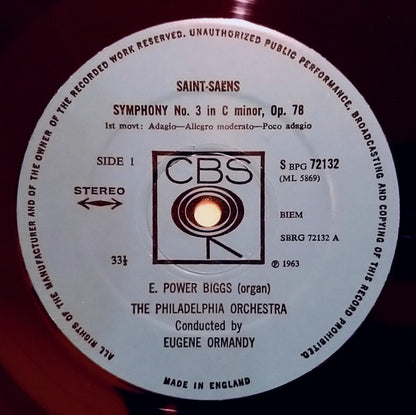 ALL RIGHTS OF THE MANUFACTURER AND OF THE OWNER OF THE RECORDED WORK RESERVED. UNAUTHORIZED PUBLIC PERFORMANCE, BROADCASTING AND COPYING OF THIS RECORD PROHIBITED.
SAINT-SAËNS
SYMPHONY No. 3 in C minor, Op. 78
1st movt: Adagio—Allegro moderato—Poco adagio
SIDE 1
CBS
S BPG 72132
(ML 5869)
STEREO
BIEM
SBRG 72132 A
33⅓
℗ 1963
E. POWER BIGGS (organ)
THE PHILADELPHIA ORCHESTRA
Conducted by
EUGENE ORMANDY
MADE IN ENGLAND